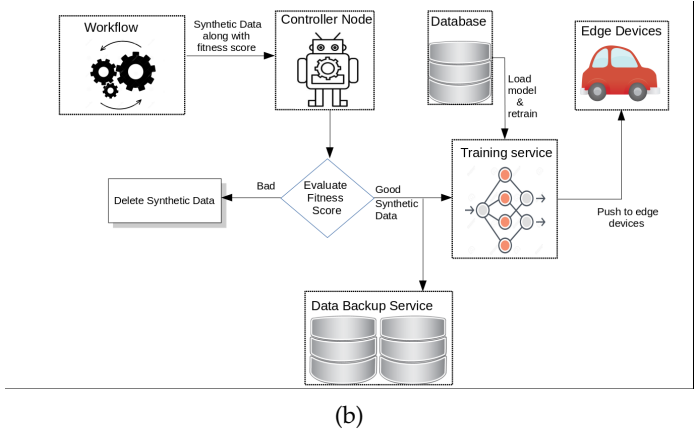 Workflow
Synthetic Data
along with
fitness score
Controller Node
Database
Load
model
&
retrain
Edge Devices
Training service
Push to edge
devices
Evaluate
Fitness
Score
Bad
Delete Synthetic Data
Good
Synthetic
Data
Data Backup Service
(b)